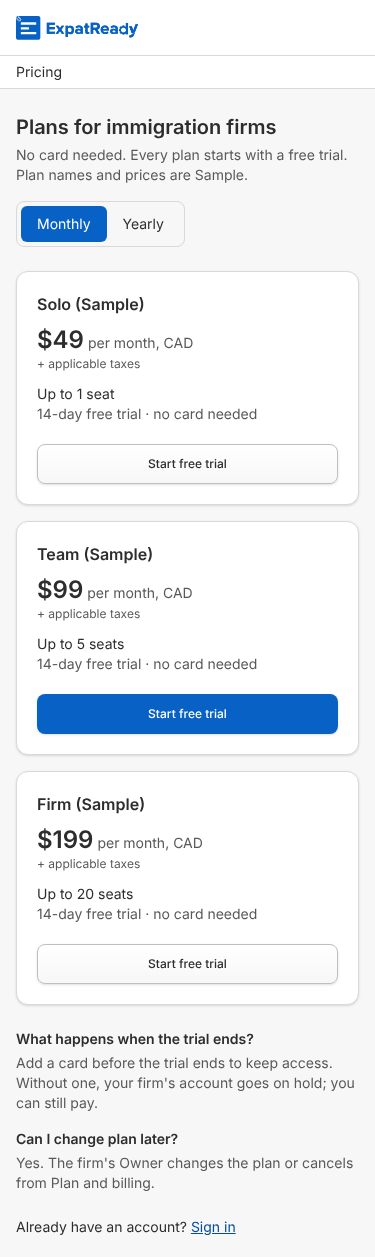 ExpatReady
Pricing
Plans for immigration firms
No card needed. Every plan starts with a free trial.
Plan names and prices are Sample.
Monthly Yearly
Solo (Sample)
$49 per month, CAD
+ applicable taxes
Up to 1 seat
14-day free trial · no card needed
Start free trial
Team (Sample)
$99 per month, CAD
+ applicable taxes
Up to 5 seats
14-day free trial · no card needed
Start free trial
Firm (Sample)
$199 per month, CAD
+ applicable taxes
Up to 20 seats
14-day free trial · no card needed
Start free trial
What happens when the trial ends?
Add a card before the trial ends to keep access.
Without one, your firm's account goes on hold; you
can still pay.
Can I change plan later?
Yes. The firm's Owner changes the plan or cancels
from Plan and billing.
Already have an account? Sign in